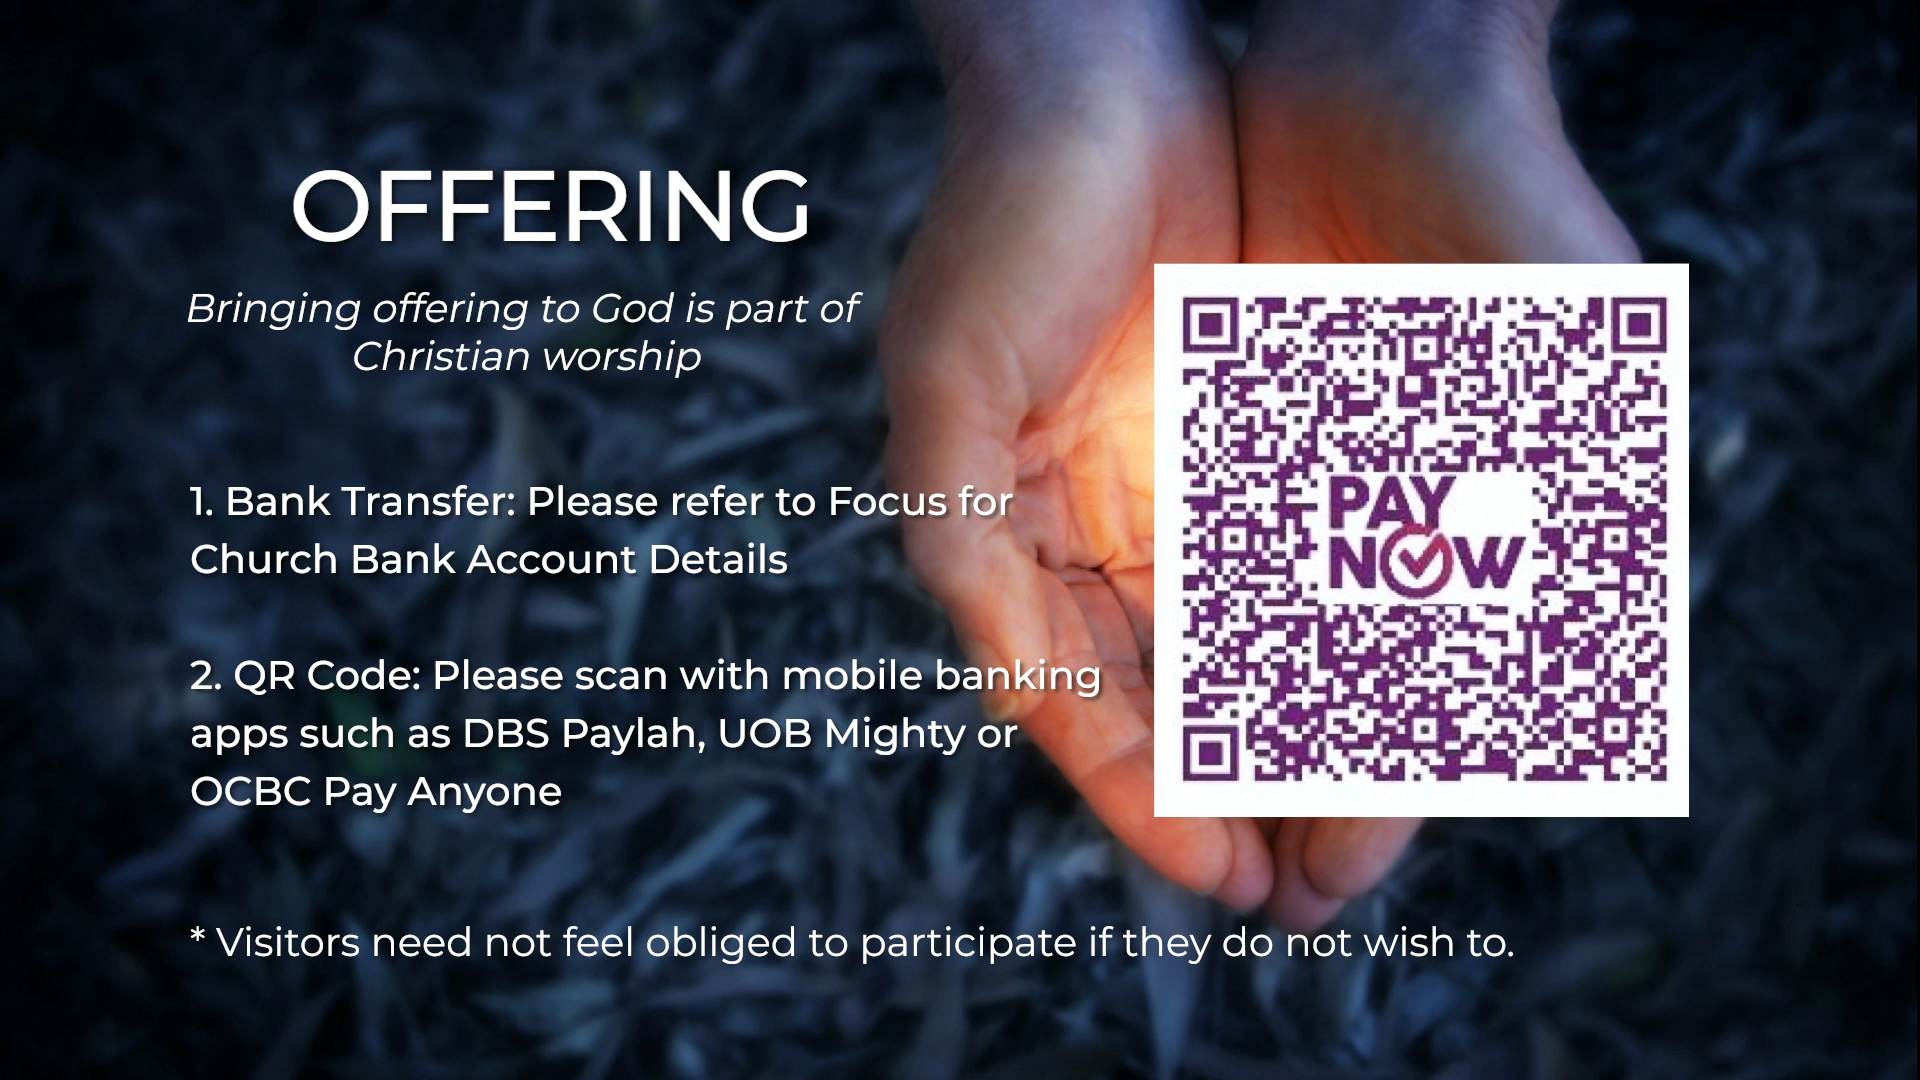 OFFERING
Bringing offering to God is part of
Christian worship
1. Bank Transfer: Please refer to Focus for
Church Bank Account Details
2. QR Code: Please scan with mobile banking
apps such as DBS Paylah, UOB Mighty or
OCBC Pay Anyone
PAY
NOW
* Visitors need not feel obliged to participate if they do not wish to.